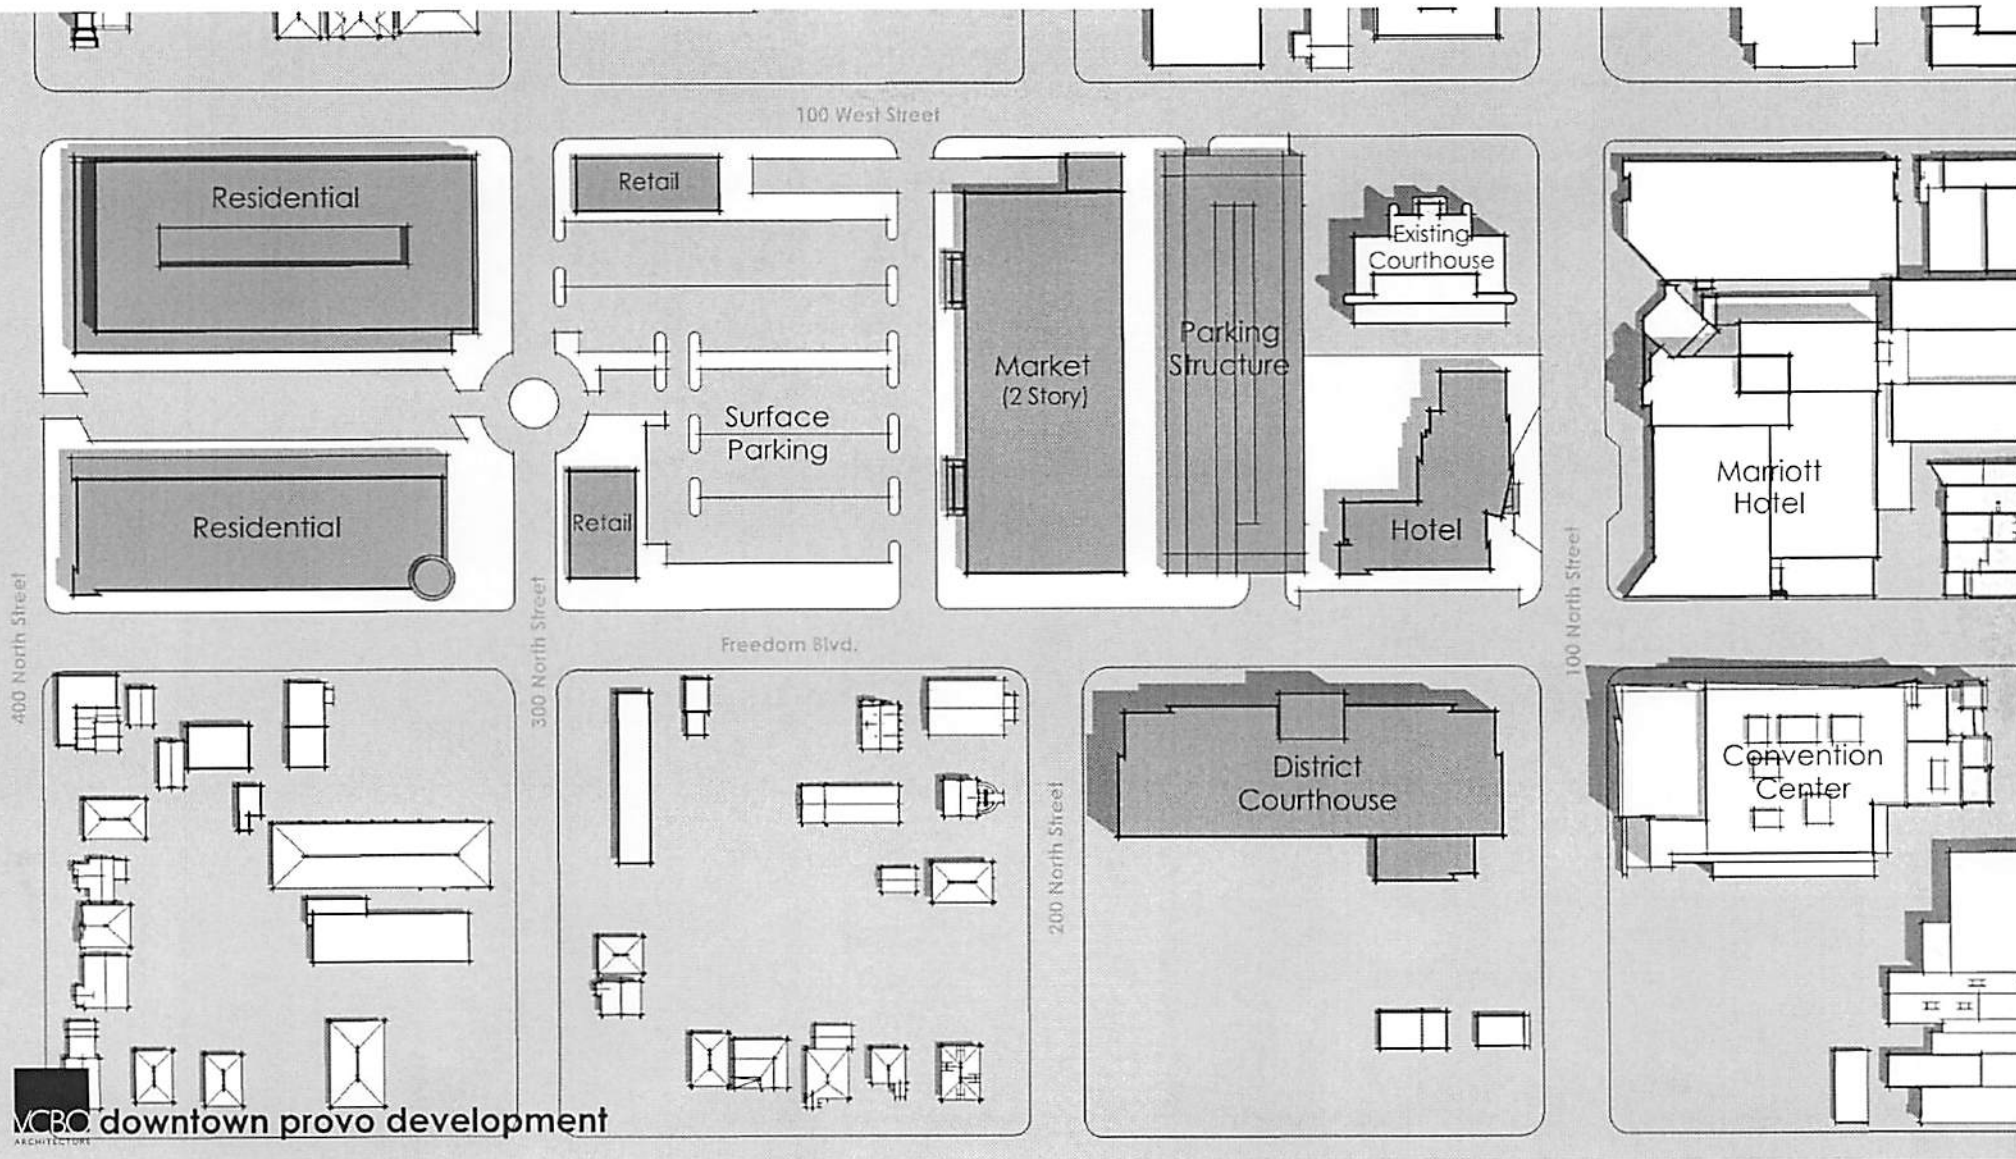 100 West Street
Residential
Retail
Existing
Courthouse
Parking
Structure
Market
(2 Story)
Surface
Parking
Marriott
Hotel
Residential
Retail
Hotel
400 North Street
300 North Street
100 North Street
Freedom Blvd.
District
Courthouse
Convention
Center
200 North Street
VCBO
ARCHITECTURE
downtown provo development